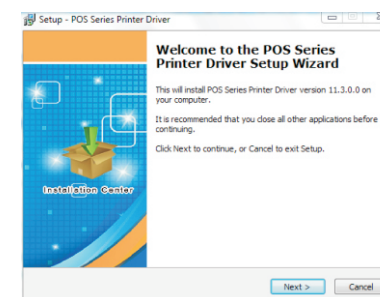 Setup - POS Series Printer Driver
Welcome to the POS Series
Printer Driver Setup Wizard
This will install POS Series Printer Driver version 11.3.0.0 on
your computer.
It is recommended that you close all other applications before
continuing.
Click Next to continue, or Cancel to exit Setup.
Installation Center
Next >
Cancel